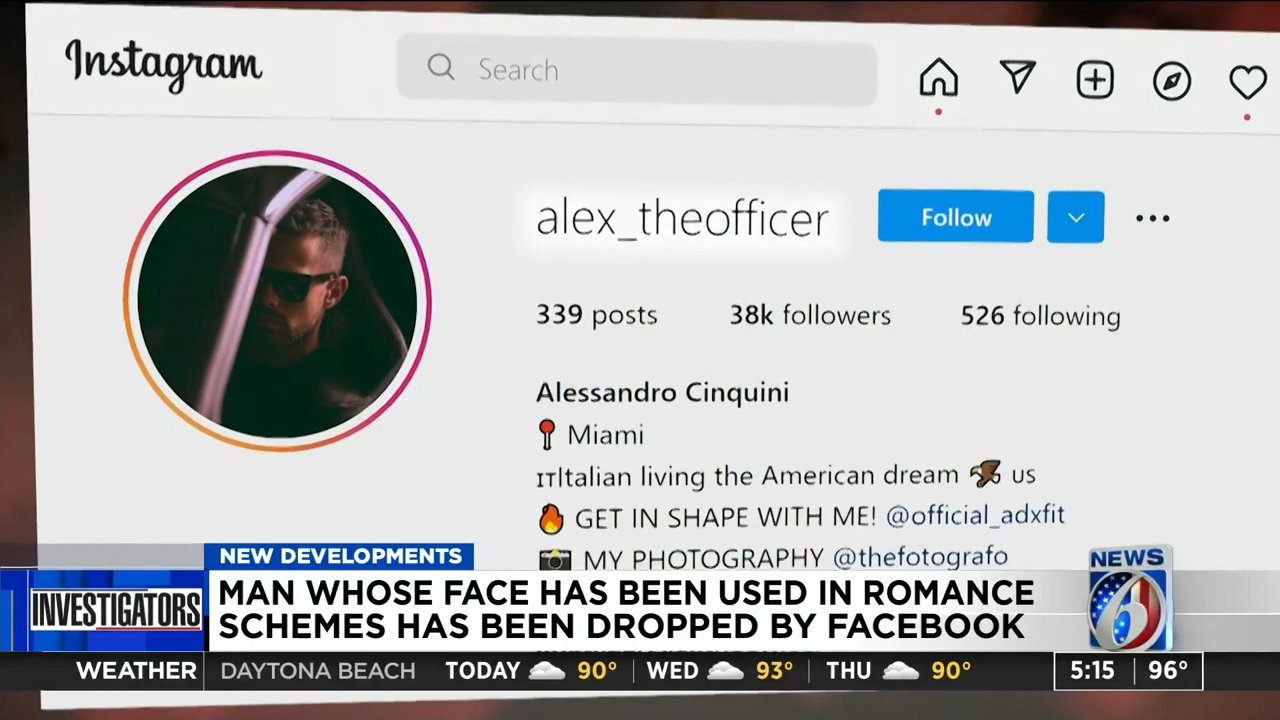 Instagram
Search
alex_theofficer
Follow
339 posts 38k followers 526 following
Alessandro Cinquini
📍 Miami
ITItalian living the American dream 🦅 US
🔥 GET IN SHAPE WITH ME! @official_adxfit
📷 MY PHOTOGRAPHY @thefotografo
NEW DEVELOPMENTS
INVESTIGATORS
MAN WHOSE FACE HAS BEEN USED IN ROMANCE
SCHEMES HAS BEEN DROPPED BY FACEBOOK
NEWS
6
WEATHER DAYTONA BEACH TODAY 90° WED 93° THU 90° 5:15 96°